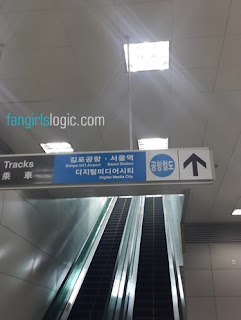 fangirlslogic.com
Tracks
乘車
김포공항 · 서울역
Gimpo Int'l Airport Seoul Station
디지털미디어시티
Digital Media City
공항철도